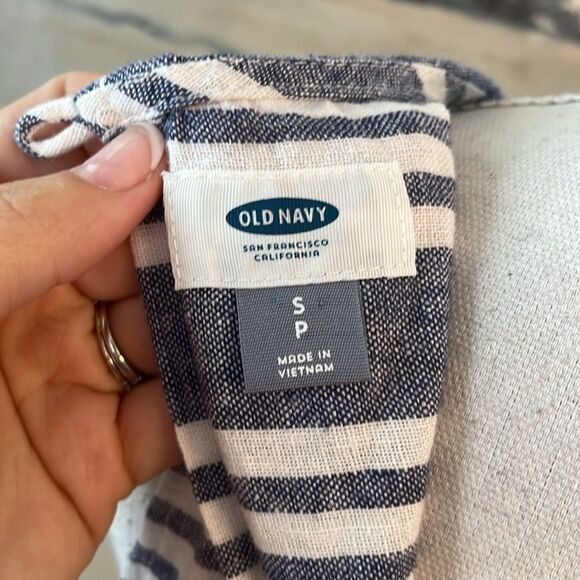 OLD NAVY
SAN FRANCISCO
CALIFORNIA
S
P
MADE IN
VIETNAM